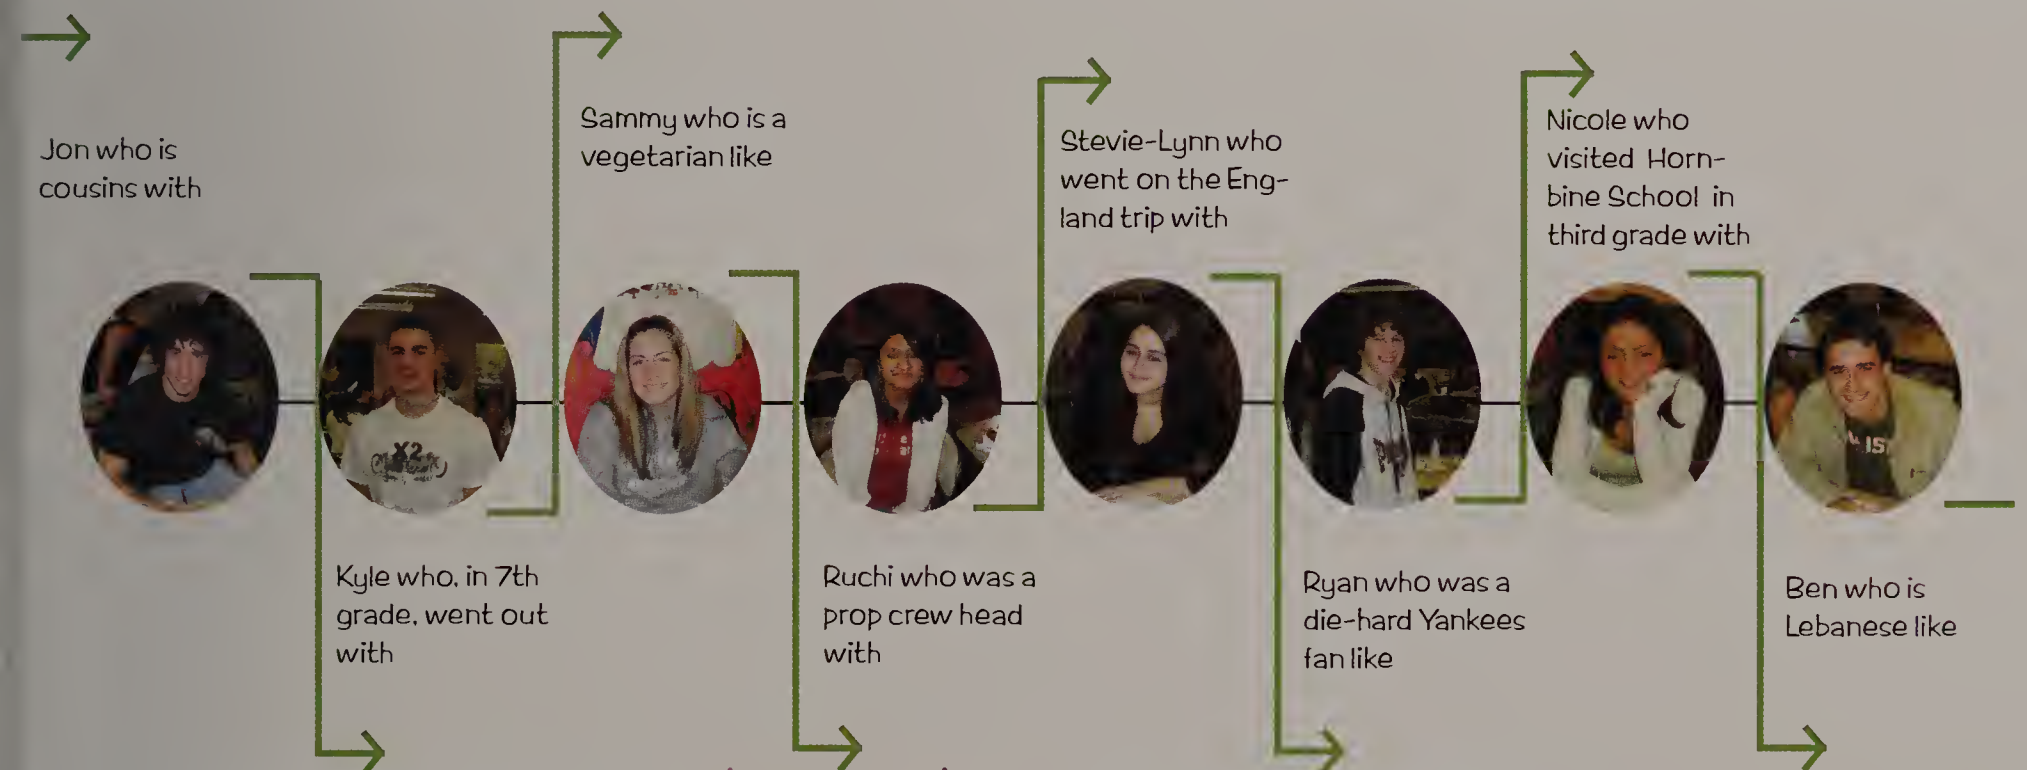 Jon who is
cousins with
Kyle who, in 7th
grade, went out
with
Sammy who is a
vegetarian like
Ruchi who was a
prop crew head
with
Stevie-Lynn who
went on the Eng-
land trip with
Ryan who was a
die-hard Yankees
fan like
Nicole who
visited Horn-
bine School in
third grade with
Ben who is
Lebanese like
X2